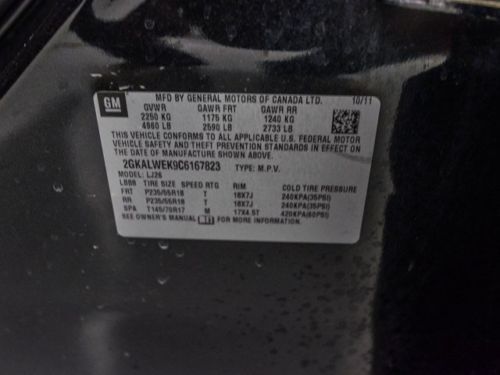 GM
MFD BY GENERAL MOTORS OF CANADA LTD. 10/11
GVWR GAWR FRT GAWR RR
2250 KG 1175 KG 1240 KG
4960 LB 2590 LB 2733 LB
THIS VEHICLE CONFORMS TO ALL APPLICABLE U.S. FEDERAL MOTOR
VEHICLE SAFETY AND THEFT PREVENTION STANDARDS IN EFFECT ON
THE DATE OF MANUFACTURE SHOWN ABOVE.
2GKALWEK9C6167823 TYPE: M.P.V.
MODEL: LJ26
TIRE SIZE SPEED RTG RIM COLD TIRE PRESSURE
FRT P235/55R18 T 18X7J 240KPA(35PSI)
RR P235/55R18 T 18X7J 240KPA(35PSI)
SPA T145/70R17 M 17X4.5T 420KPA(60PSI)
SEE OWNER'S MANUAL FOR MORE INFORMATION.